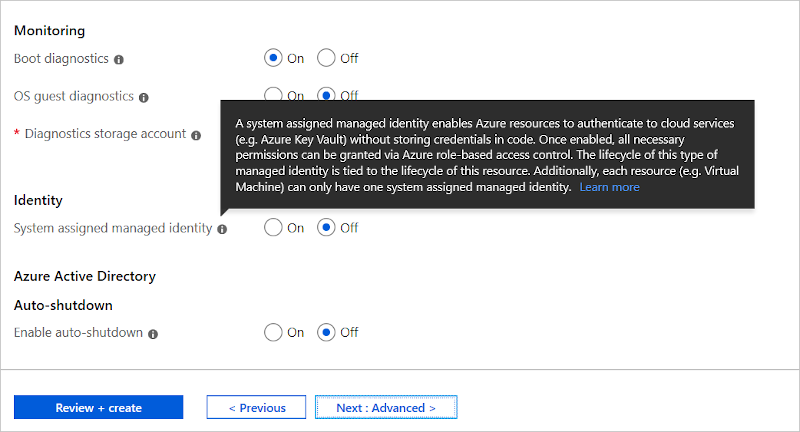 Monitoring
Boot diagnostics
On Off
OS guest diagnostics
On Off
* Diagnostics storage account
A system assigned managed identity enables Azure resources to authenticate to cloud services
(e.g. Azure Key Vault) without storing credentials in code. Once enabled, all necessary
permissions can be granted via Azure role-based access control. The lifecycle of this type of
managed identity is tied to the lifecycle of this resource. Additionally, each resource (e.g. Virtual
Machine) can only have one system assigned managed identity. Learn more
Identity
System assigned managed identity
On Off
Azure Active Directory
Auto-shutdown
Enable auto-shutdown
On Off
Review + create
< Previous
Next : Advanced >